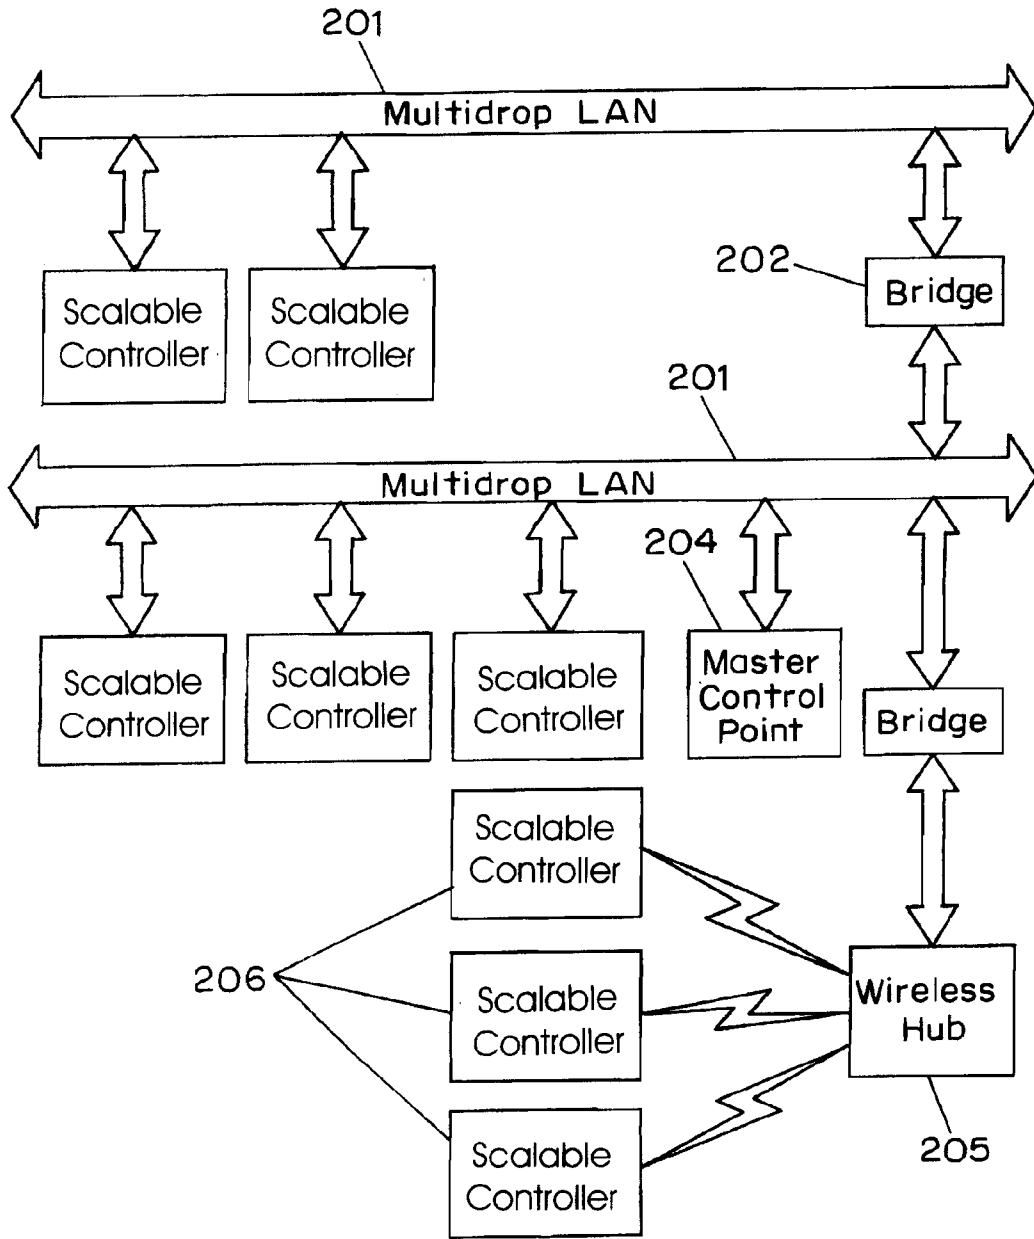 201
Multidrop LAN
202
Bridge
Scalable
Controller
Scalable
Controller
201
Multidrop LAN
204
Scalable
Controller
Scalable
Controller
Scalable
Controller
Master
Control
Point
Bridge
Scalable
Controller
206
Scalable
Controller
Wireless
Hub
Scalable
Controller
205